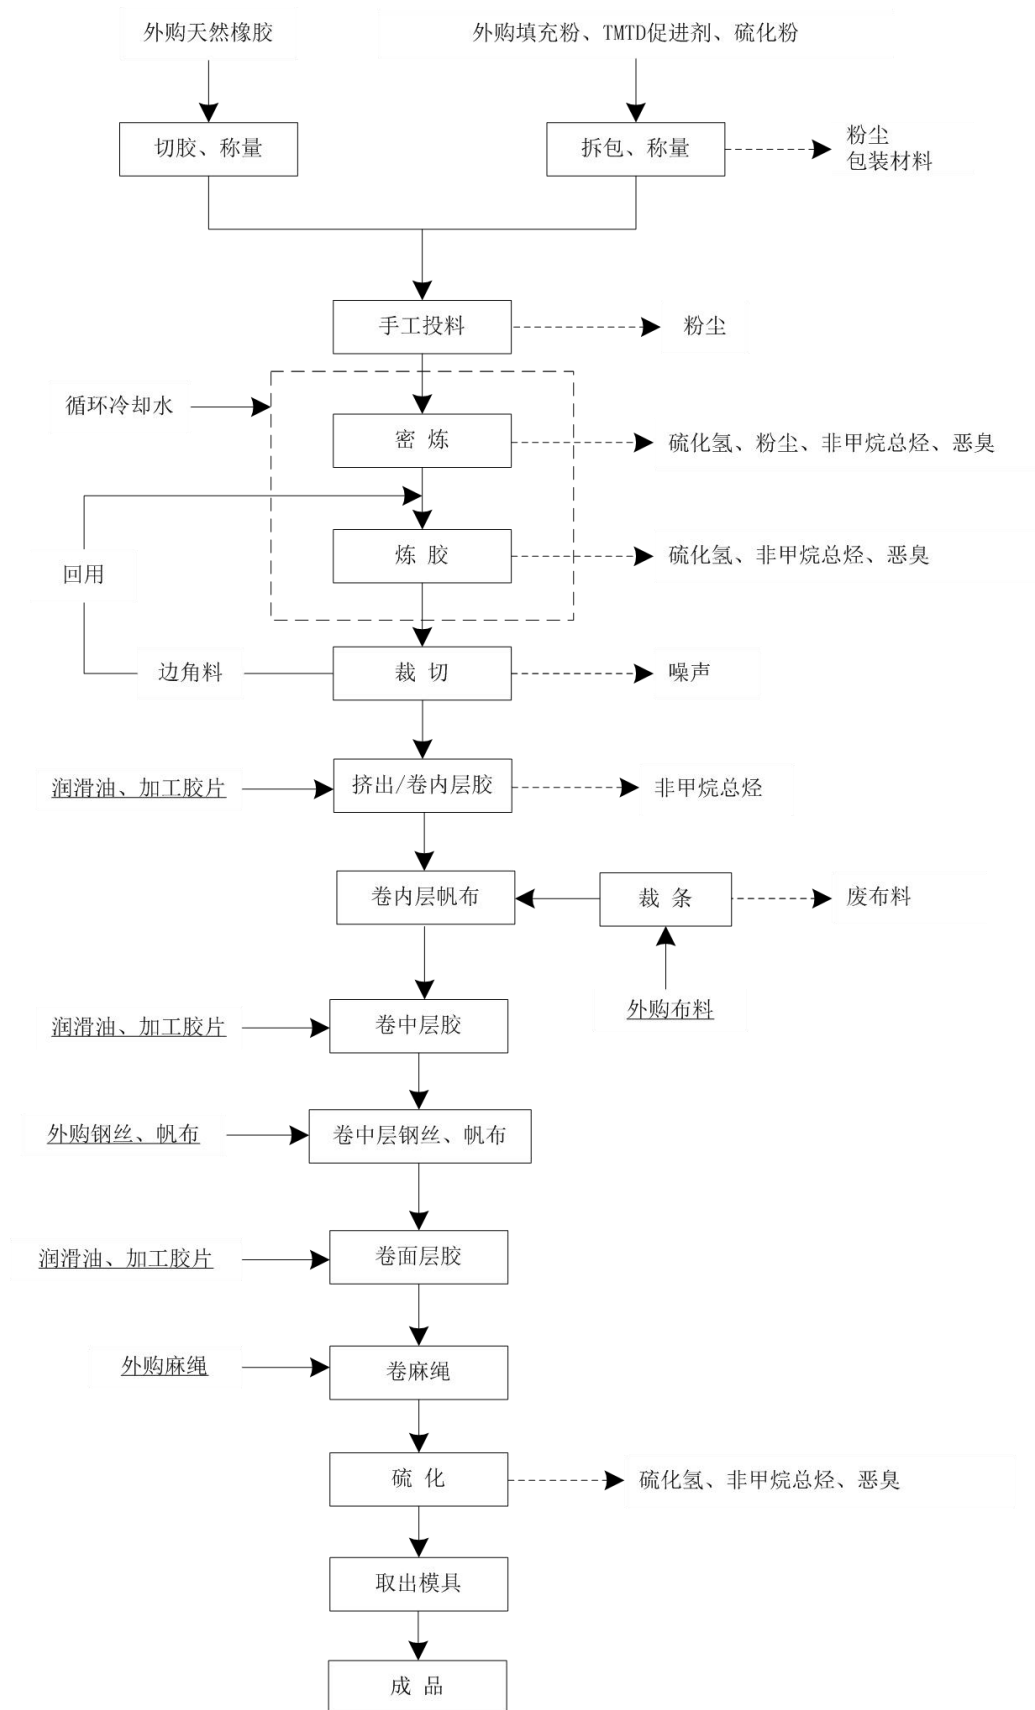 外购天然橡胶
外购填充粉、TMTD促进剂、硫化粉
切胶、称量
拆包、称量
粉尘
包装材料
手工投料
粉尘
循环冷却水
密 炼
硫化氢、粉尘、非甲烷总烃、恶臭
炼 胶
硫化氢、非甲烷总烃、恶臭
回用
边角料
裁 切
噪声
润滑油、加工胶片
挤出/卷内层胶
非甲烷总烃
卷内层帆布
裁 条
废布料
外购布料
润滑油、加工胶片
卷中层胶
外购钢丝、帆布
卷中层钢丝、帆布
润滑油、加工胶片
卷面层胶
外购麻绳
卷麻绳
硫 化
硫化氢、非甲烷总烃、恶臭
取出模具
成 品